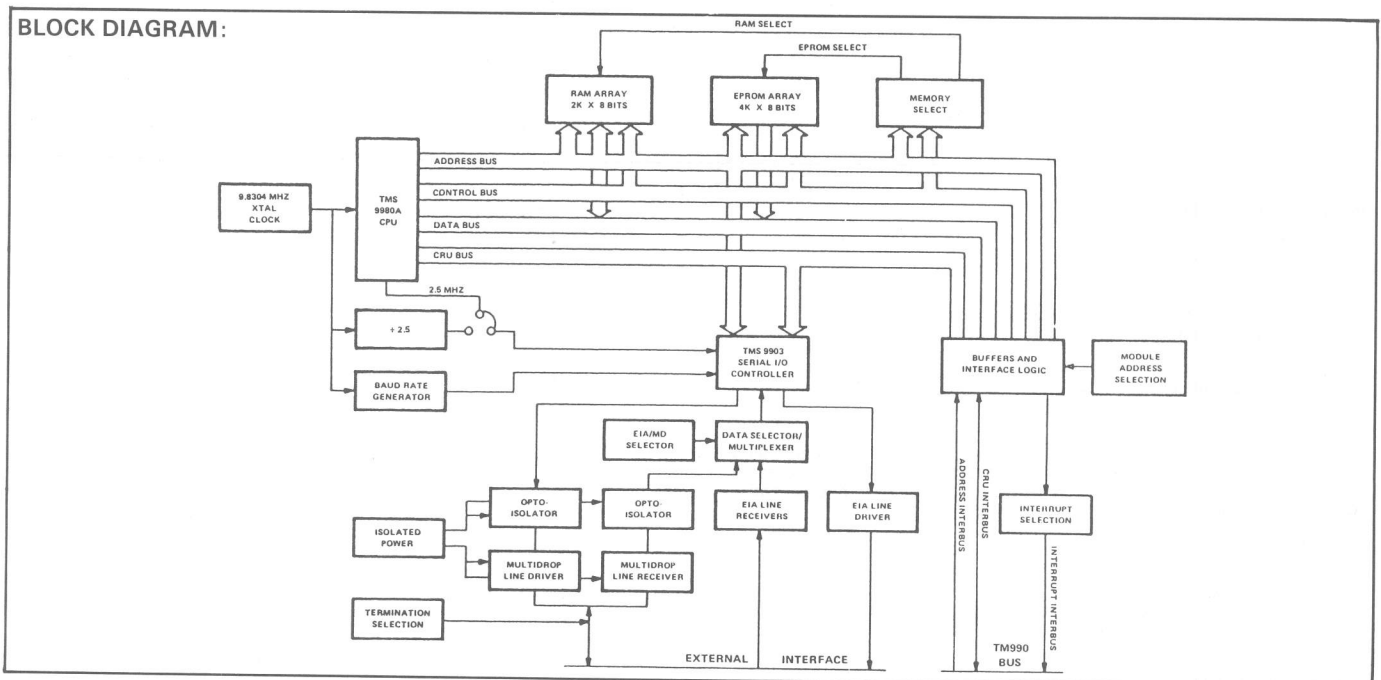 BLOCK DIAGRAM:
RAM SELECT
EPROM SELECT
RAM ARRAY
2K X 8 BITS
EPROM ARRAY
4K X 8 BITS
MEMORY
SELECT
9.8304 MHZ
XTAL
CLOCK
TMS
9980A
CPU
ADDRESS BUS
CONTROL BUS
DATA BUS
CRU BUS
2.5 MHZ
÷ 2.5
BAUD RATE
GENERATOR
TMS 9903
SERIAL I/O
CONTROLLER
BUFFERS AND
INTERFACE LOGIC
MODULE
ADDRESS
SELECTION
EIA/MD
SELECTOR
DATA SELECTOR/
MULTIPLEXER
ISOLATED
POWER
OPTO-
ISOLATOR
OPTO-
ISOLATOR
EIA LINE
RECEIVERS
EIA LINE
DRIVER
ADDRESS INTERBUS
CRU INTERBUS
INTERRUPT
SELECTION
INTERRUPT INTERBUS
MULTIDROP
LINE DRIVER
MULTIDROP
LINE RECEIVER
TERMINATION
SELECTION
EXTERNAL INTERFACE
TM990
BUS